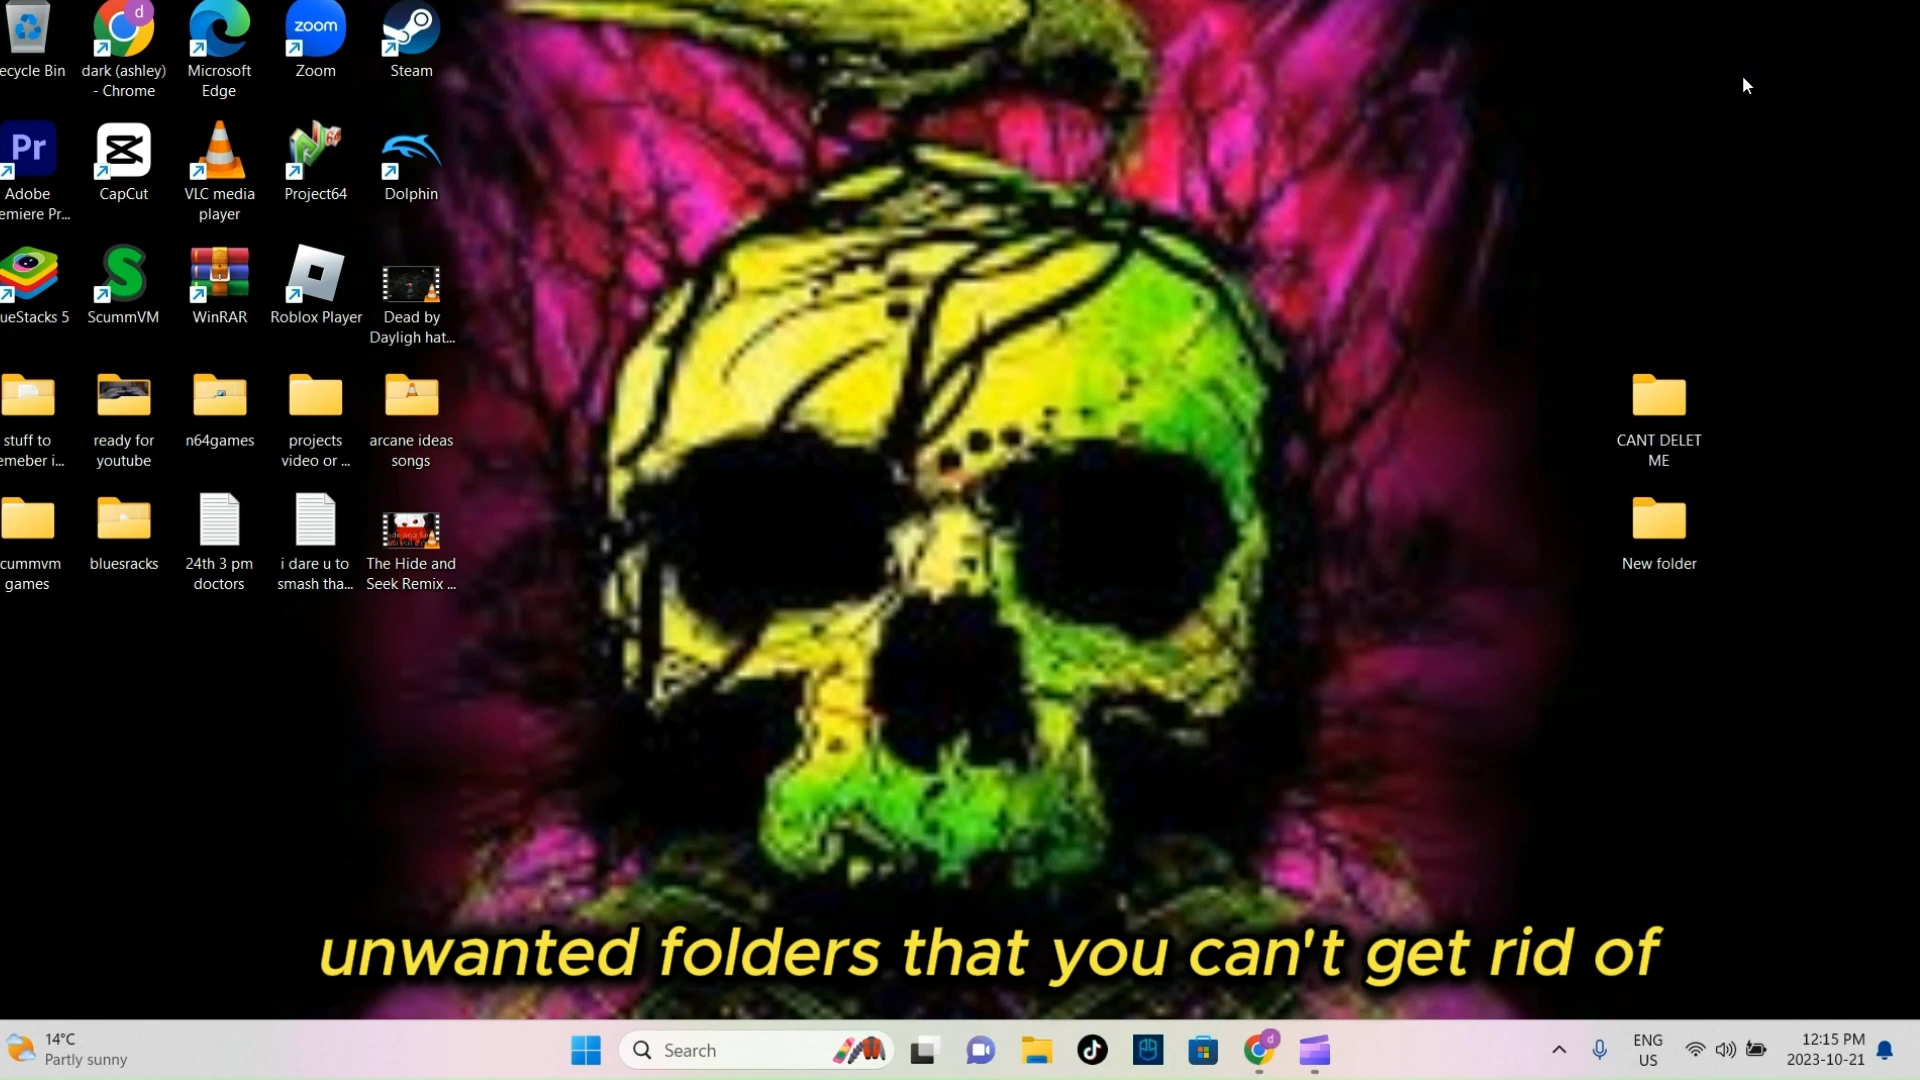 ecycle Bin
dark (ashley)
- Chrome
Microsoft
Edge
zoom
Zoom
Steam
d
Pr
Adobe
emiere Pr...
CapCut
VLC media
player
Project64
Dolphin
ueStacks 5
ScummVM
WinRAR
Roblox Player
Dead by
Dayligh hat...
stuff to
emeber i...
ready for
youtube
n64games
projects
video or ...
arcane ideas
songs
CANT DELET
ME
cummvm
games
bluesracks
24th 3 pm
doctors
i dare u to
smash tha...
The Hide and
Seek Remix ...
New folder
unwanted folders that you can't get rid of
14°C
Partly sunny
Search
d
ENG
US
12:15 PM
2023-10-21